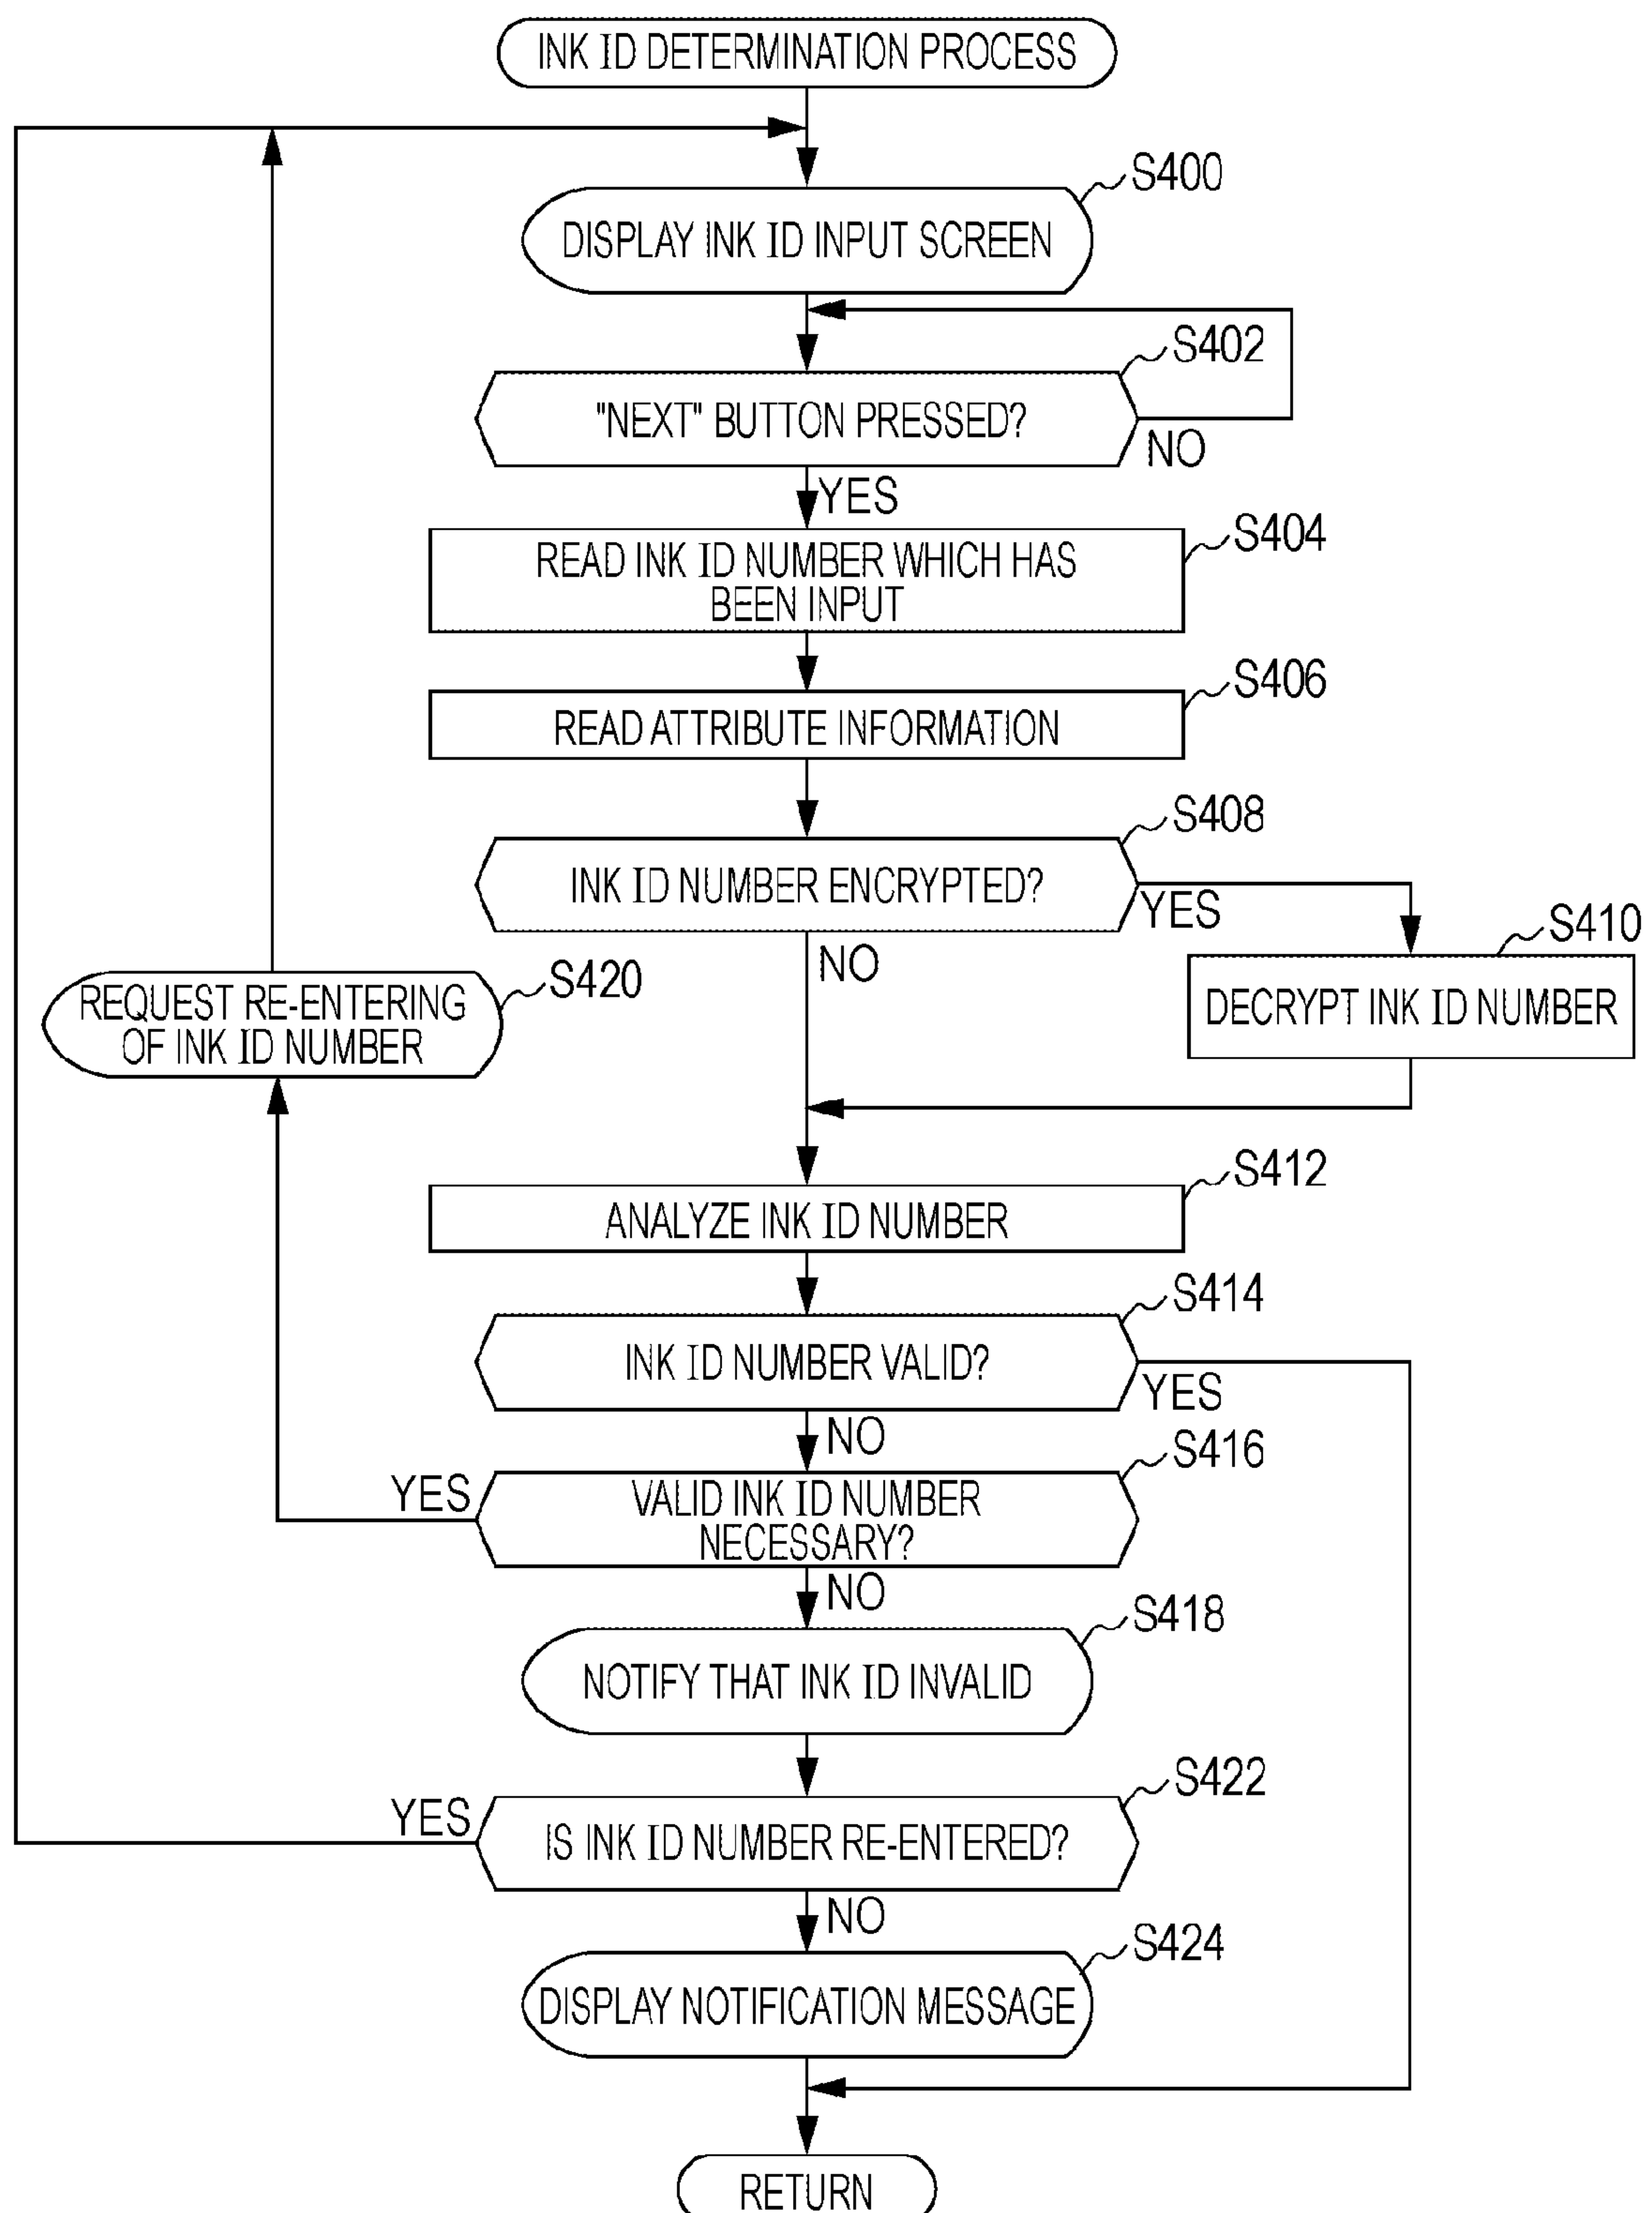 INK ID DETERMINATION PROCESS
S400
DISPLAY INK ID INPUT SCREEN
S402
"NEXT" BUTTON PRESSED?
NO
YES
S404
READ INK ID NUMBER WHICH HAS
BEEN INPUT
S406
READ ATTRIBUTE INFORMATION
S408
INK ID NUMBER ENCRYPTED?
YES
S410
NO
DECRYPT INK ID NUMBER
S420
REQUEST RE-ENTERING
OF INK ID NUMBER
S412
ANALYZE INK ID NUMBER
S414
INK ID NUMBER VALID?
YES
NO
S416
YES
VALID INK ID NUMBER
NECESSARY?
NO
S418
NOTIFY THAT INK ID INVALID
S422
YES
IS INK ID NUMBER RE-ENTERED?
NO
S424
DISPLAY NOTIFICATION MESSAGE
RETURN